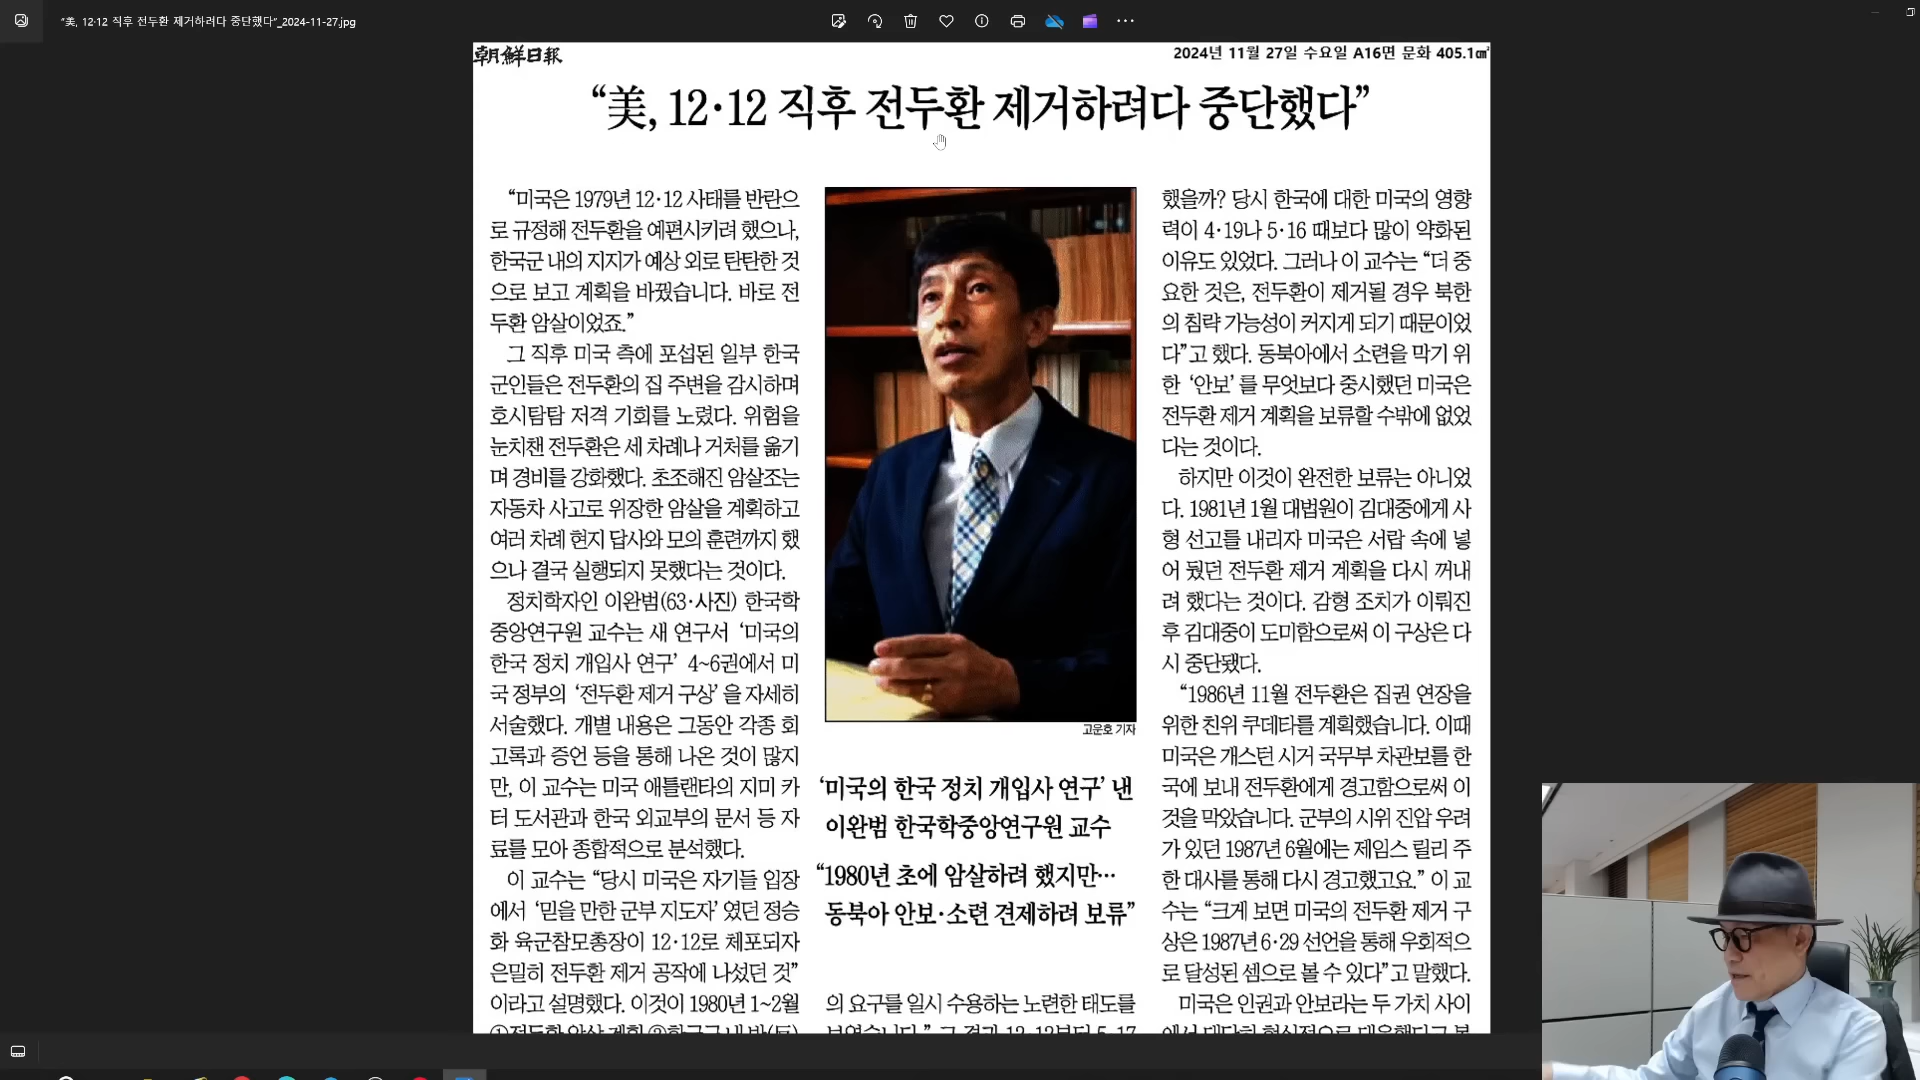 "美, 12·12 직후 전두환 제거하려다 중단했다"_2024-11-27.jpg
朝鮮日報
2024년 11월 27일 수요일 A16면 문화 405.1㎠
“美, 12·12 직후 전두환 제거하려다 중단했다”
“미국은 1979년 12·12 사태를 반란으
로 규정해 전두환을 예편시키려 했으나,
한국군 내의 지지가 예상 외로 탄탄한 것
으로 보고 계획을 바꿨습니다. 바로 전
두환 암살이었죠.”
그 직후 미국 측에 포섭된 일부 한국
군인들은 전두환의 집 주변을 감시하며
호시탐탐 저격 기회를 노렸다. 위험을
눈치챈 전두환은 세 차례나 거처를 옮기
며 경비를 강화했다. 초조해진 암살조는
자동차 사고로 위장한 암살을 계획하고
여러 차례 현지 답사와 모의 훈련까지 했
으나 결국 실행되지 못했다는 것이다.
정치학자인 이완범(63·사진) 한국학
중앙연구원 교수는 새 연구서 ‘미국의
한국 정치 개입사 연구’ 4~6권에서 미
국 정부의 ‘전두환 제거 구상’을 자세히
서술했다. 개별 내용은 그동안 각종 회
고록과 증언 등을 통해 나온 것이 많지
만, 이 교수는 미국 애틀랜타의 지미 카
터 도서관과 한국 외교부의 문서 등 자
료를 모아 종합적으로 분석했다.
이 교수는 “당시 미국은 자기들 입장
에서 ‘믿을 만한 군부 지도자’였던 정승
화 육군참모총장이 12·12로 체포되자
은밀히 전두환 제거 공작에 나섰던 것”
이라고 설명했다. 이것이 1980년 1~2월
고운호 기자
‘미국의 한국 정치 개입사 연구’ 낸
이완범 한국학중앙연구원 교수
“1980년 초에 암살하려 했지만…
동북아 안보·소련 견제하려 보류”
의 요구를 일시 수용하는 노련한 태도를
했을까? 당시 한국에 대한 미국의 영향
력이 4·19나 5·16 때보다 많이 약화된
이유도 있었다. 그러나 이 교수는 “더 중
요한 것은, 전두환이 제거될 경우 북한
의 침략 가능성이 커지게 되기 때문이었
다”고 했다. 동북아에서 소련을 막기 위
한 ‘안보’를 무엇보다 중시했던 미국은
전두환 제거 계획을 보류할 수밖에 없었
다는 것이다.
하지만 이것이 완전한 보류는 아니었
다. 1981년 1월 대법원이 김대중에게 사
형 선고를 내리자 미국은 서랍 속에 넣
어 뒀던 전두환 제거 계획을 다시 꺼내
려 했다는 것이다. 감형 조치가 이뤄진
후 김대중이 도미함으로써 이 구상은 다
시 중단됐다.
“1986년 11월 전두환은 집권 연장을
위한 친위 쿠데타를 계획했습니다. 이때
미국은 개스턴 시거 국무부 차관보를 한
국에 보내 전두환에게 경고함으로써 이
것을 막았습니다. 군부의 시위 진압 우려
가 있던 1987년 6월에는 제임스 릴리 주
한 대사를 통해 다시 경고했고요.” 이 교
수는 “크게 보면 미국의 전두환 제거 구
상은 1987년 6·29 선언을 통해 우회적으
로 달성된 셈으로 볼 수 있다”고 말했다.
미국은 인권과 안보라는 두 가치 사이